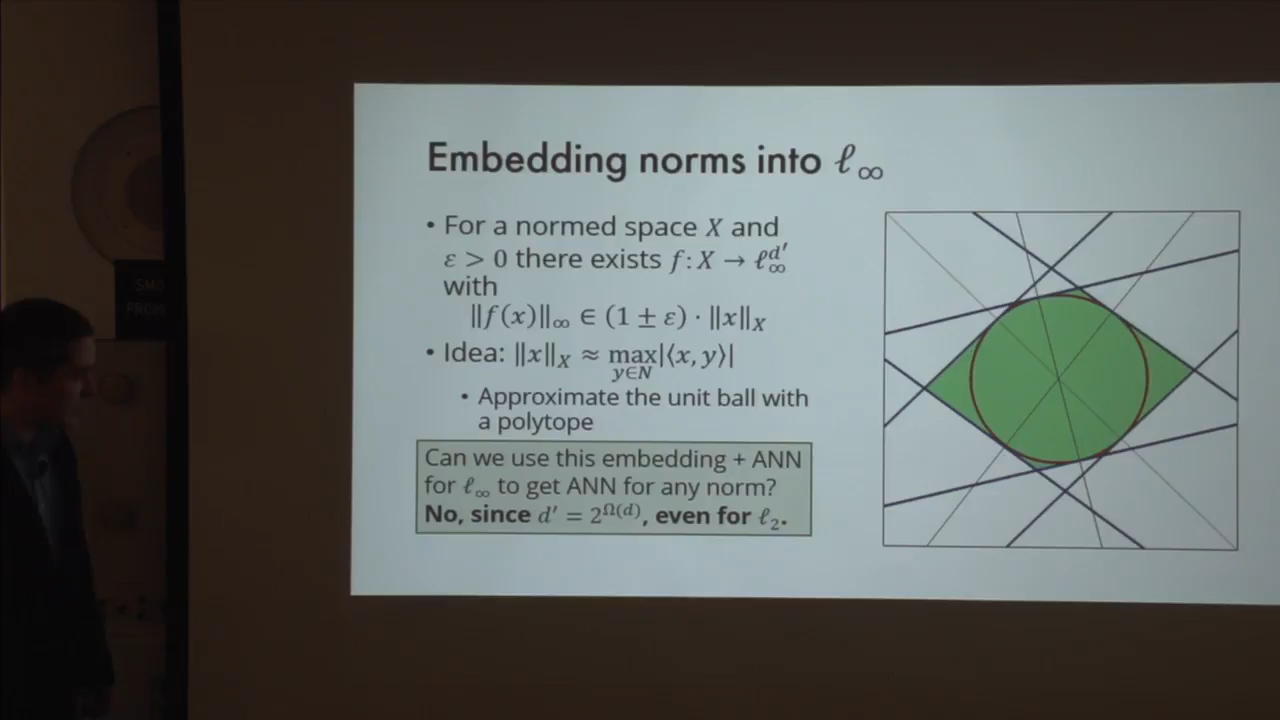 Embedding norms into ℓ∞
• For a normed space X and
ε > 0 there exists f: X → ℓ∞^d′
with
‖f(x)‖∞ ∈ (1 ± ε) · ‖x‖X
• Idea: ‖x‖X ≈ max y∈N |⟨x, y⟩|
• Approximate the unit ball with
a polytope
Can we use this embedding + ANN
for ℓ∞ to get ANN for any norm?
No, since d′ = 2^Ω(d), even for ℓ2.